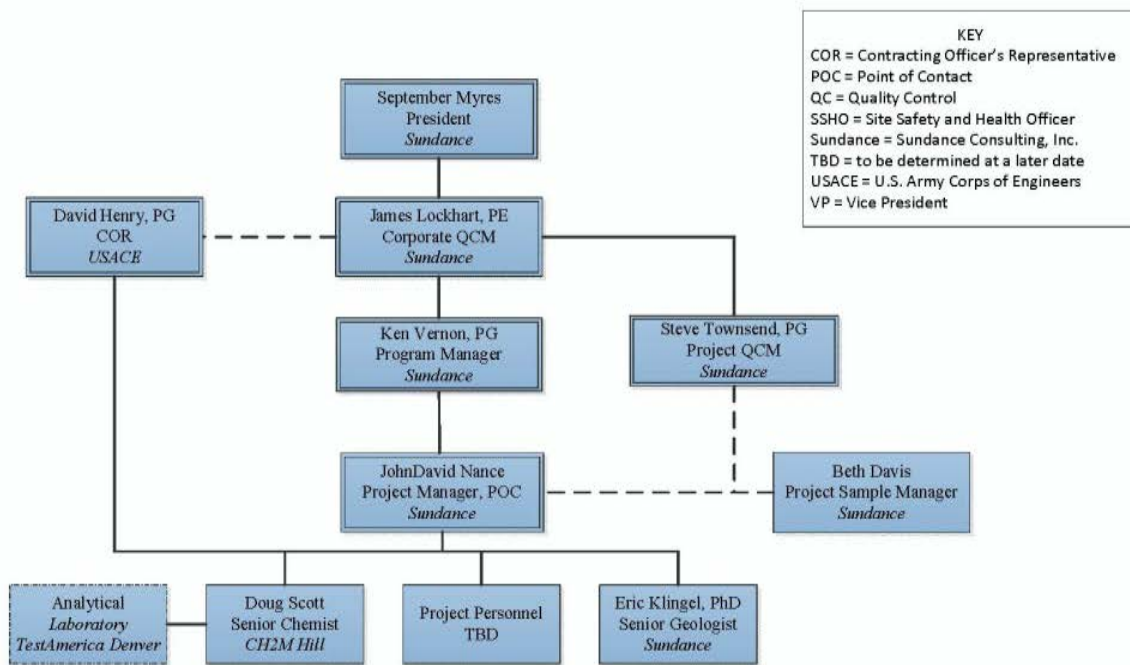 KEY
COR = Contracting Officer's Representative
POC = Point of Contact
QC = Quality Control
SSHO = Site Safety and Health Officer
Sundance = Sundance Consulting, Inc.
TBD = to be determined at a later date
USACE = U.S. Army Corps of Engineers
VP = Vice President
September Myres
President
Sundance
David Henry, PG
COR
USACE
James Lockhart, PE
Corporate QCM
Sundance
Ken Vernon, PG
Program Manager
Sundance
Steve Townsend, PG
Project QCM
Sundance
JohnDavid Nance
Project Manager, POC
Sundance
Beth Davis
Project Sample Manager
Sundance
Analytical
Laboratory
TestAmerica Denver
Doug Scott
Senior Chemist
CH2M Hill
Project Personnel
TBD
Eric Klingel, PhD
Senior Geologist
Sundance